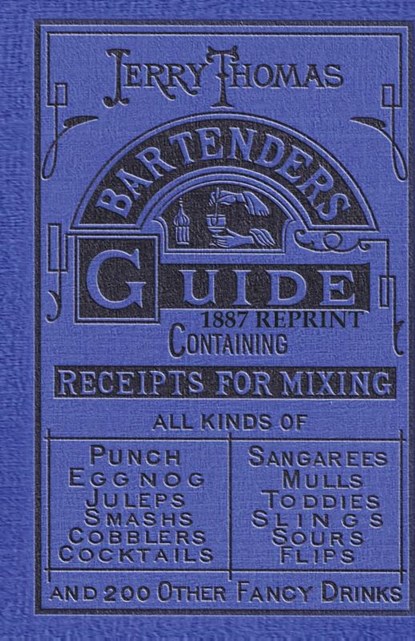 JERRY THOMAS
BARTENDERS
GUIDE
1887 REPRINT
CONTAINING
RECEIPTS FOR MIXING
ALL KINDS OF
PUNCH
EGGNOG
JULEPS
SMASHS
COBBLERS
COCKTAILS
SANGAREES
MULLS
TODDIES
SLINGS
SOURS
FLIPS
AND 200 OTHER FANCY DRINKS